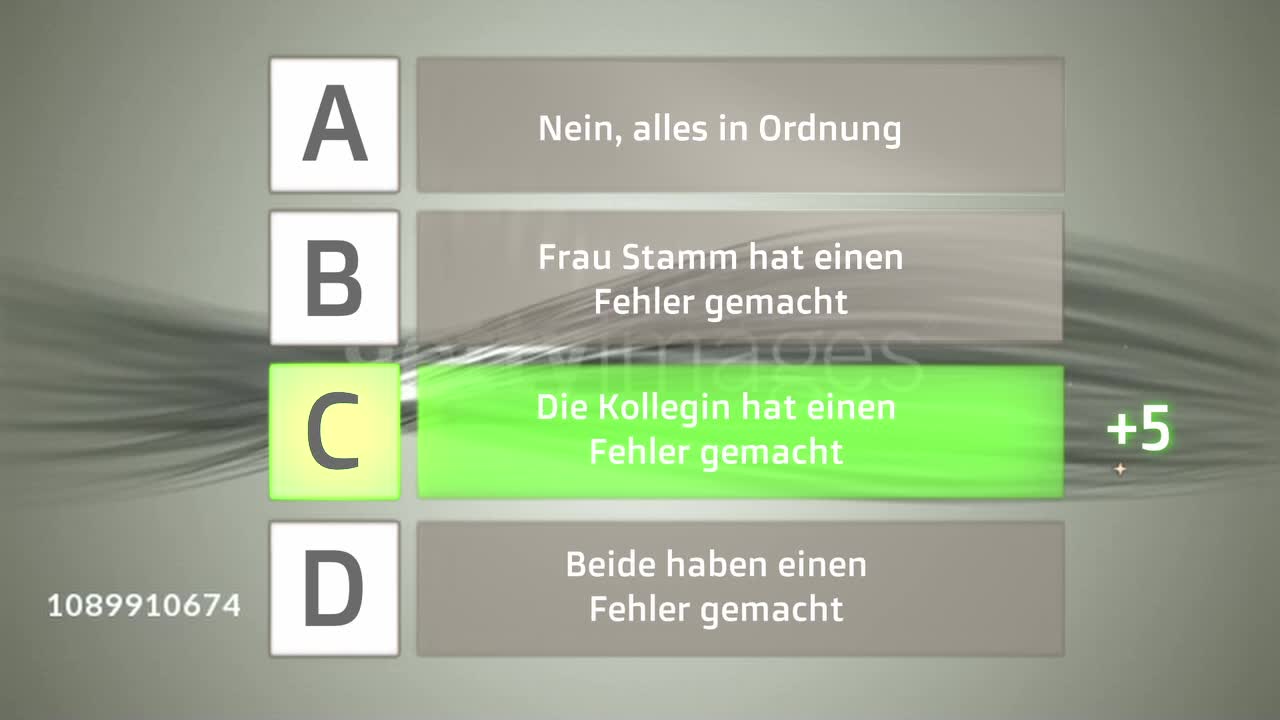 A
Nein, alles in Ordnung
B
Frau Stamm hat einen
Fehler gemacht
gettyimages
C
Die Kollegin hat einen
Fehler gemacht
+5
D
Beide haben einen
Fehler gemacht
1089910674